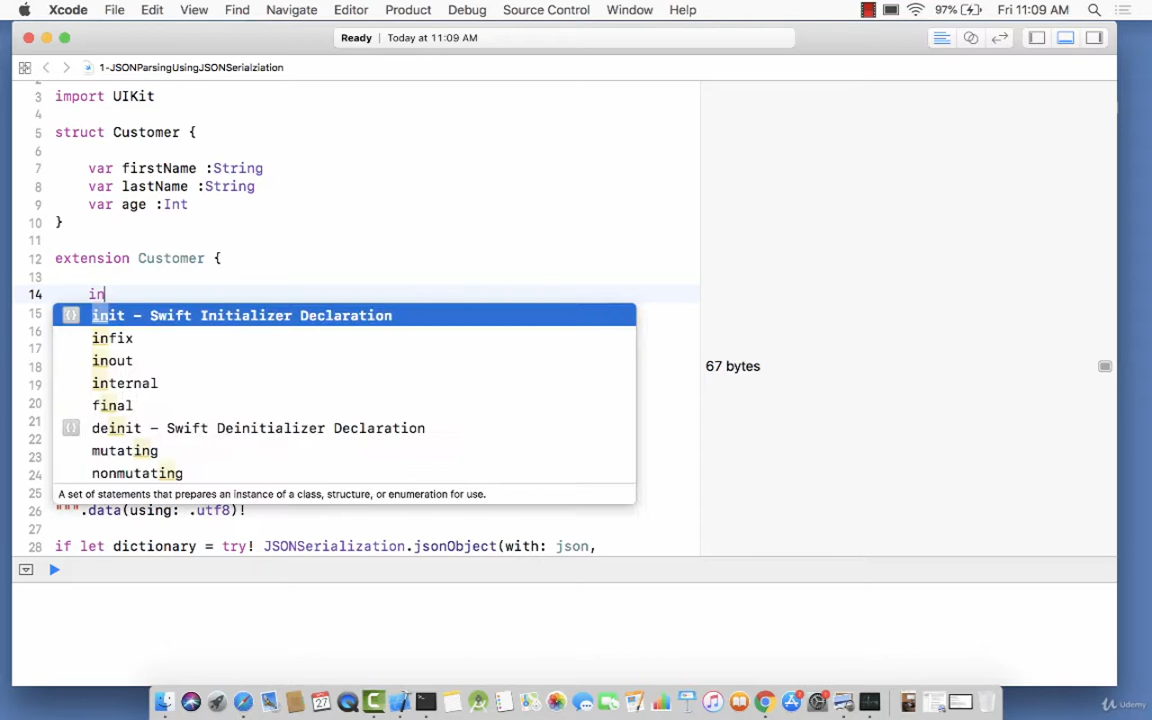 Xcode File Edit View Find Navigate Editor Product Debug Source Control Window Help 97% Fri 11:09 AM
Ready | Today at 11:09 AM
1-JSONParsingUsingJSONSerialziation
2
3 import UIKit
4
5 struct Customer {
6
7 var firstName :String
8 var lastName :String
9 var age :Int
10 }
11
12 extension Customer {
13
14 in
15 {} init – Swift Initializer Declaration
16 infix
17 inout
18 67 bytes
19 internal
20 final
21 {} deinit – Swift Deinitializer Declaration
22
23 mutating
24 nonmutating
25 A set of statements that prepares an instance of a class, structure, or enumeration for use.
26 """.data(using: .utf8)!
27
28 if let dictionary = try! JSONSerialization.jsonObject(with: json,
27
Udemy